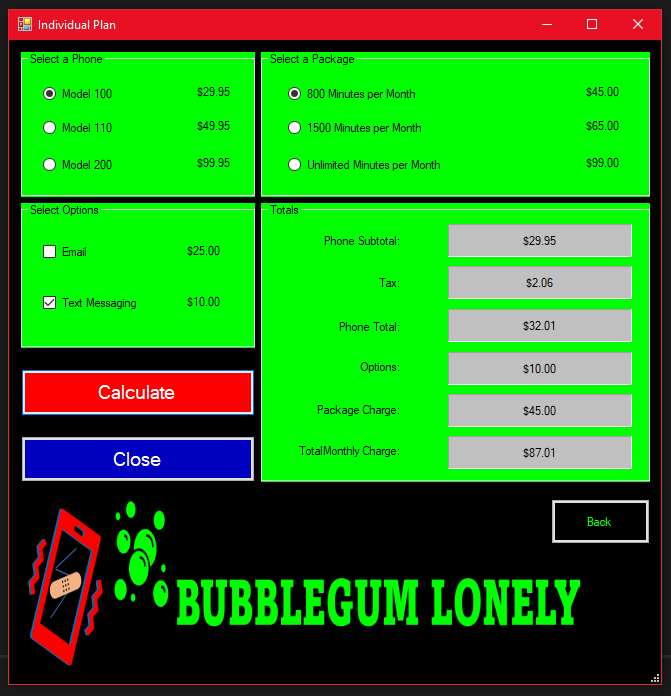 Individual Plan
Select a Phone
Model 100 $29.95
Model 110 $49.95
Model 200 $99.95
Select a Package
800 Minutes per Month $45.00
1500 Minutes per Month $65.00
Unlimited Minutes per Month $99.00
Select Options
Email $25.00
Text Messaging $10.00
Totals
Phone Subtotal: $29.95
Tax: $2.06
Phone Total: $32.01
Options: $10.00
Package Charge: $45.00
TotalMonthly Charge: $87.01
Calculate
Close
Back
BUBBLEGUM LONELY